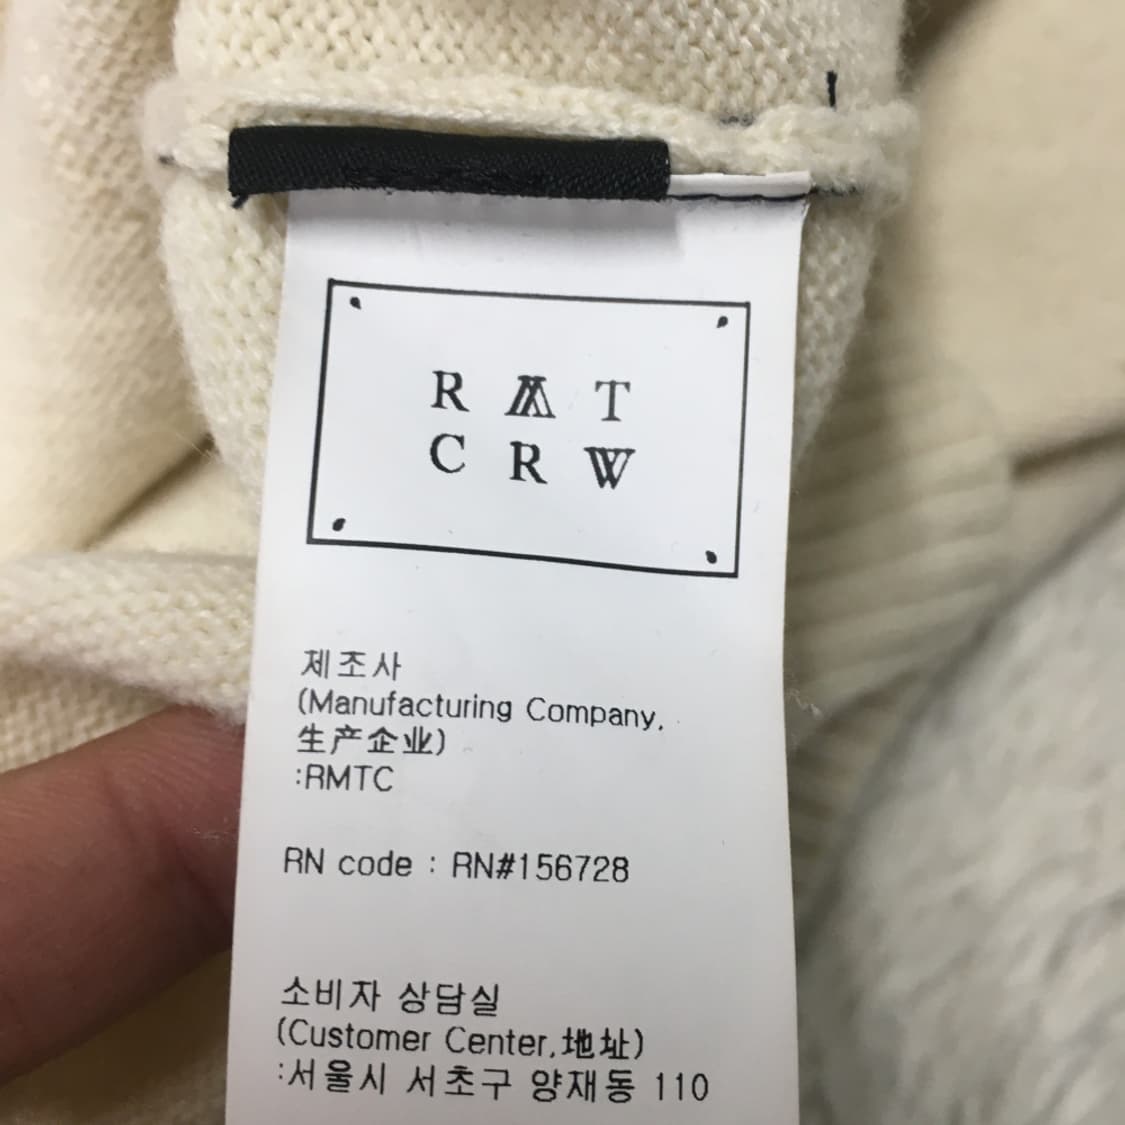 R M T
C R W
제조사
(Manufacturing Company,
生产企业)
:RMTC
RN code : RN#156728
소비자 상담실
(Customer Center,地址)
:서울시 서초구 양재동 110